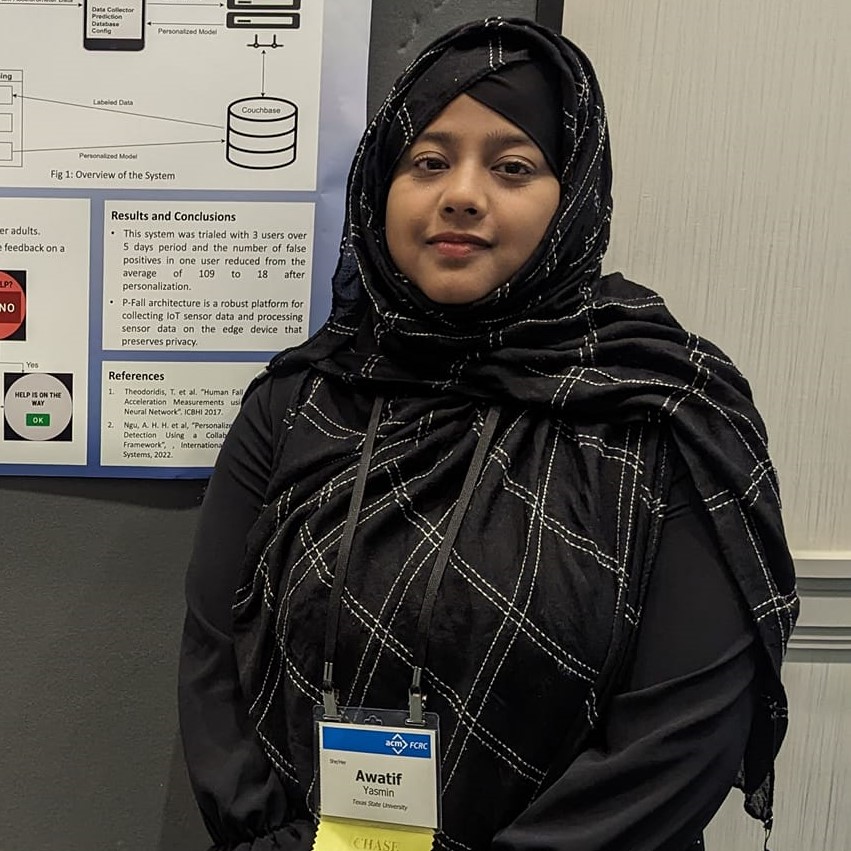 Data Collector
Prediction
Database
Config
Personalized Model
Labeled Data
Couchbase
Personalized Model
Fig 1: Overview of the System
er adults.
e feedback on a
LP?
NO
Yes
HELP IS ON THE
WAY
OK
Results and Conclusions
• This system was trialed with 3 users over
5 days period and the number of false
positives in one user reduced from the
average of 109 to 18 after
personalization.
• P-Fall architecture is a robust platform for
collecting IoT sensor data and processing
sensor data on the edge device that
preserves privacy.
References
1. Theodoridis, T. et al. "Human Fall
Acceleration Measurements
Neural Network", ICBHI 2017.
2. Ngu, A. H. H. et al, "Personaliz
Detection Using a Collab
Framework", , International
Systems, 2022.
acm FCRC
She/Her
Awatif
Yasmin
Texas State University
CHASE